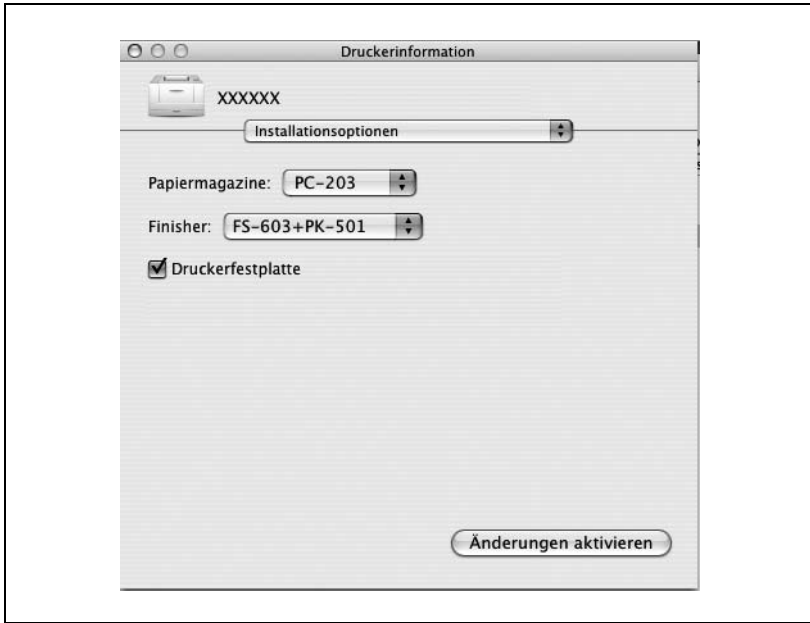 Druckerinformation
XXXXXX
Installationsoptionen
Papiermagazine: PC-203
Finisher: FS-603+PK-501
Druckerfestplatte
Änderungen aktivieren